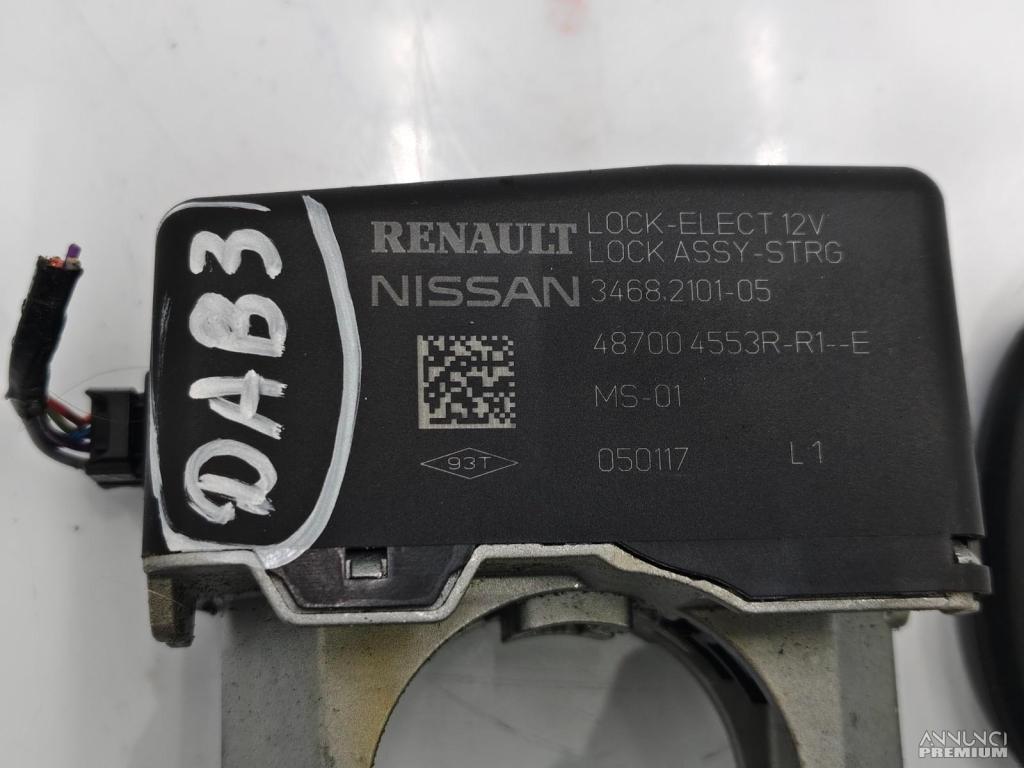 DAB3
RENAULT
NISSAN
LOCK-ELECT 12V
LOCK ASSY-STRG
3468.2101-05
48700 4553R-R1--E
MS-01
93T
050117 L1
ANNUNCI
PREMIUM